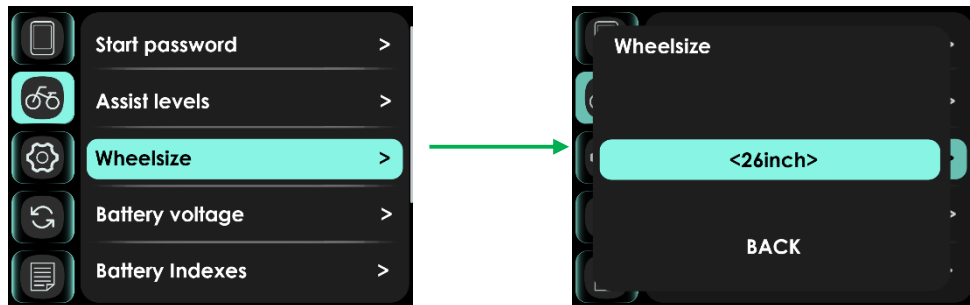 Start password >
Assist levels >
Wheelsize >
Battery voltage >
Battery Indexes >
Wheelsize
<26inch>
BACK